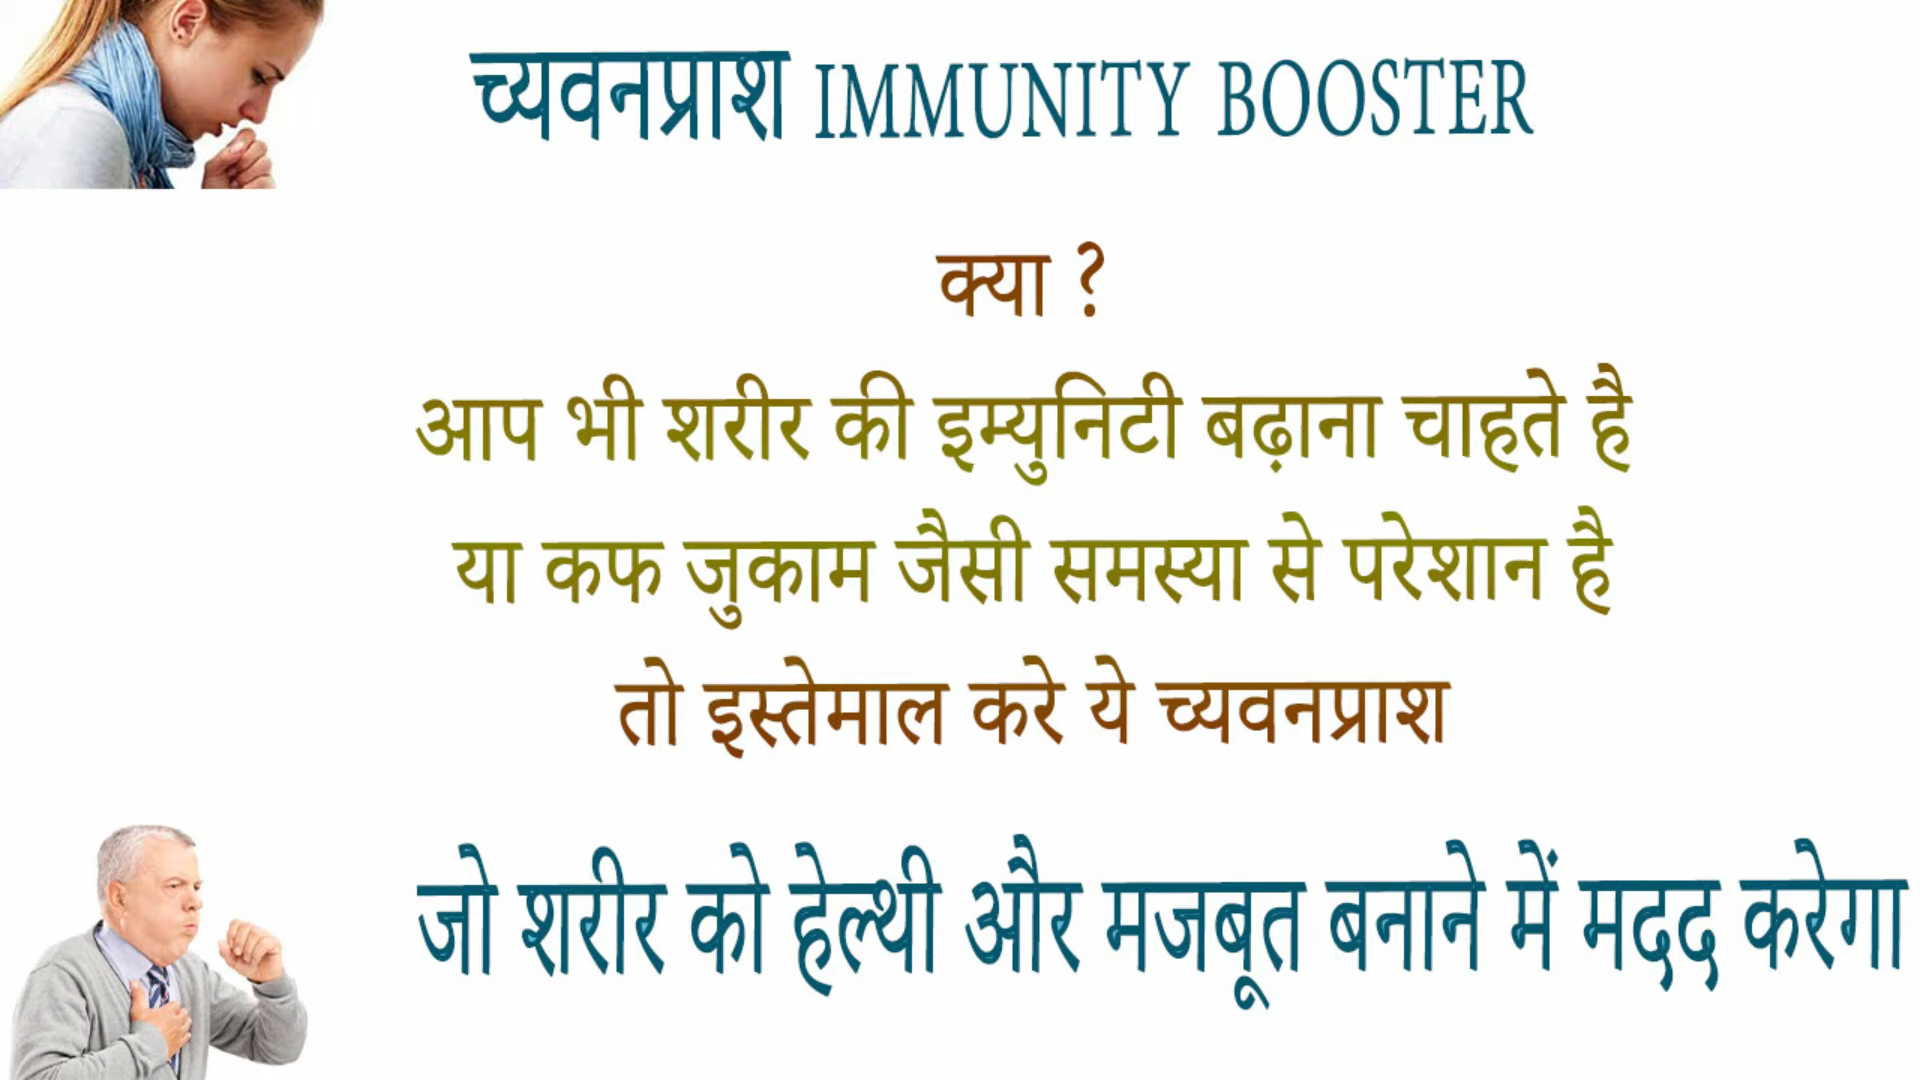 च्यवनप्राश IMMUNITY BOOSTER
क्या ?
आप भी शरीर की इम्युनिटी बढ़ाना चाहते है
या कफ जुकाम जैसी समस्या से परेशान है
तो इस्तेमाल करे ये च्यवनप्राश
जो शरीर को हेल्थी और मजबूत बनाने में मदद करेगा